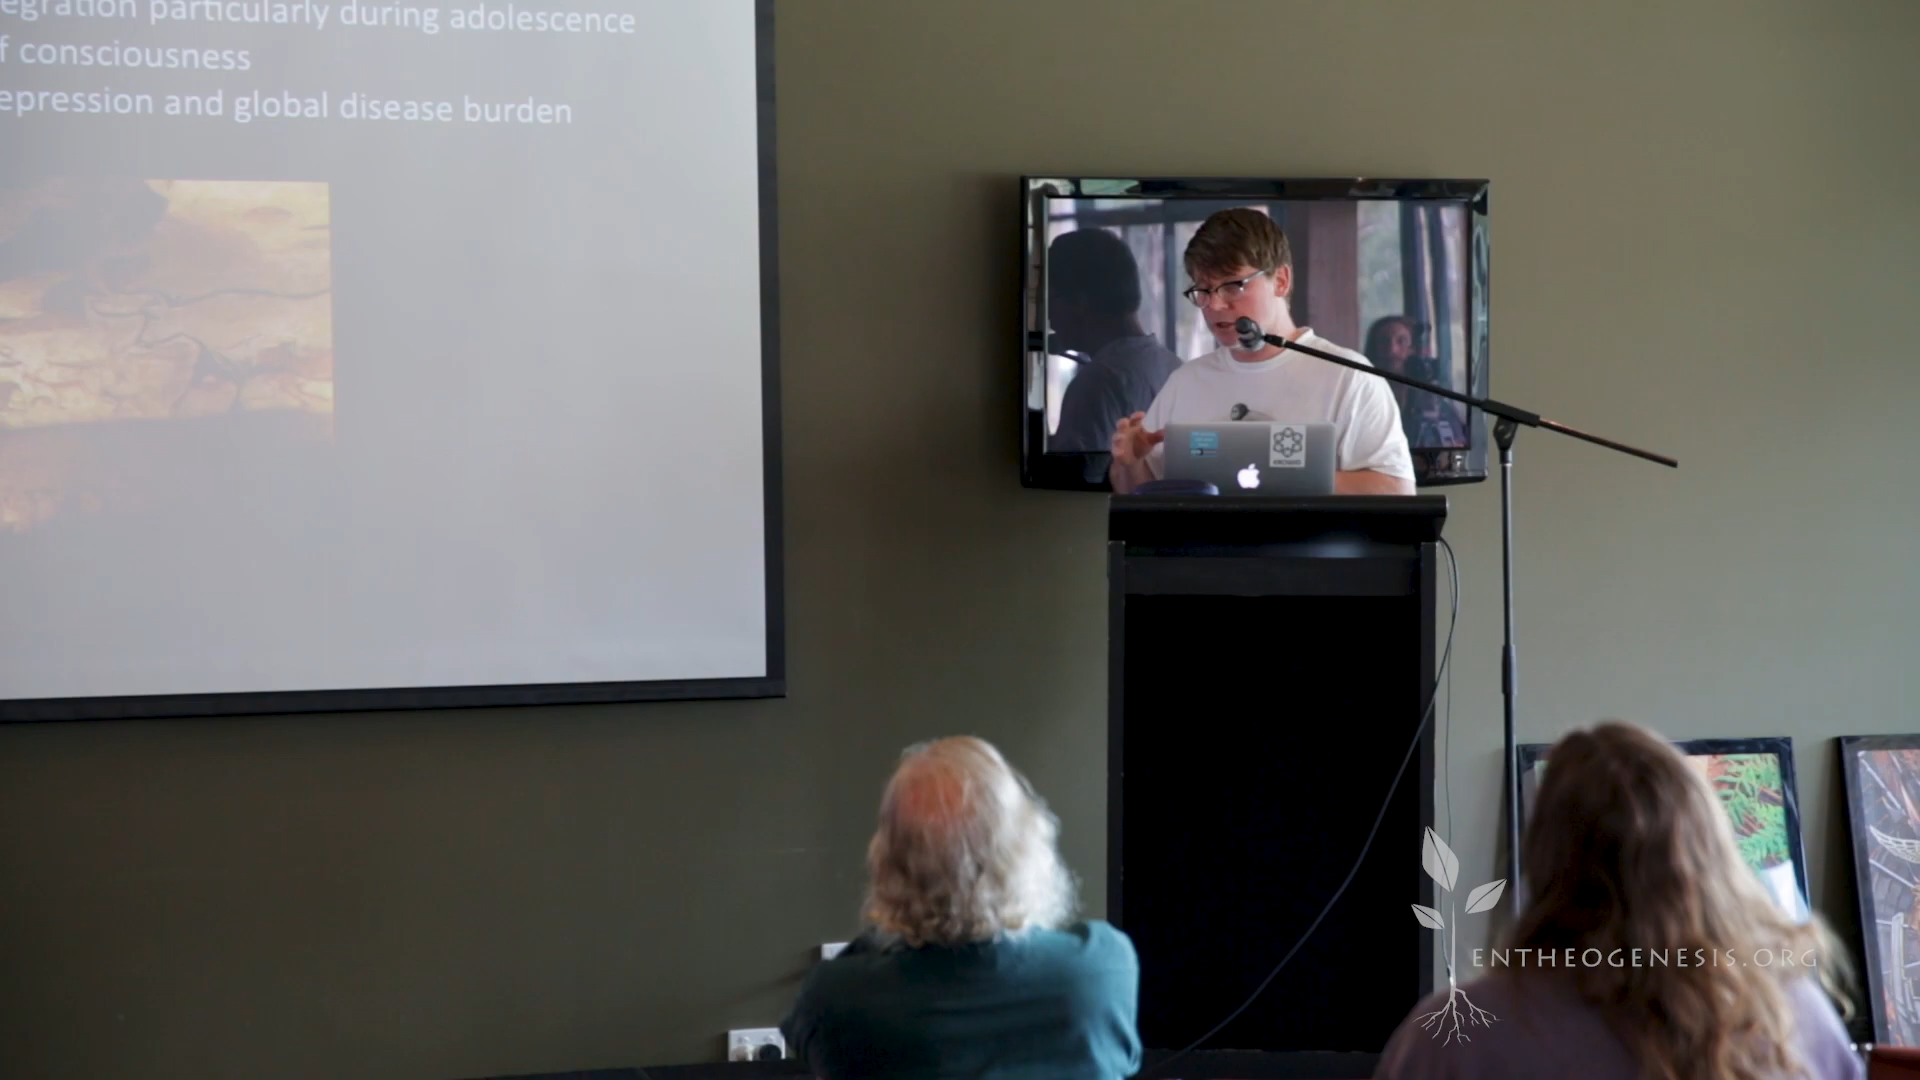 egration particularly during adolescence
f consciousness
epression and global disease burden
ENTHEOGENESIS.ORG